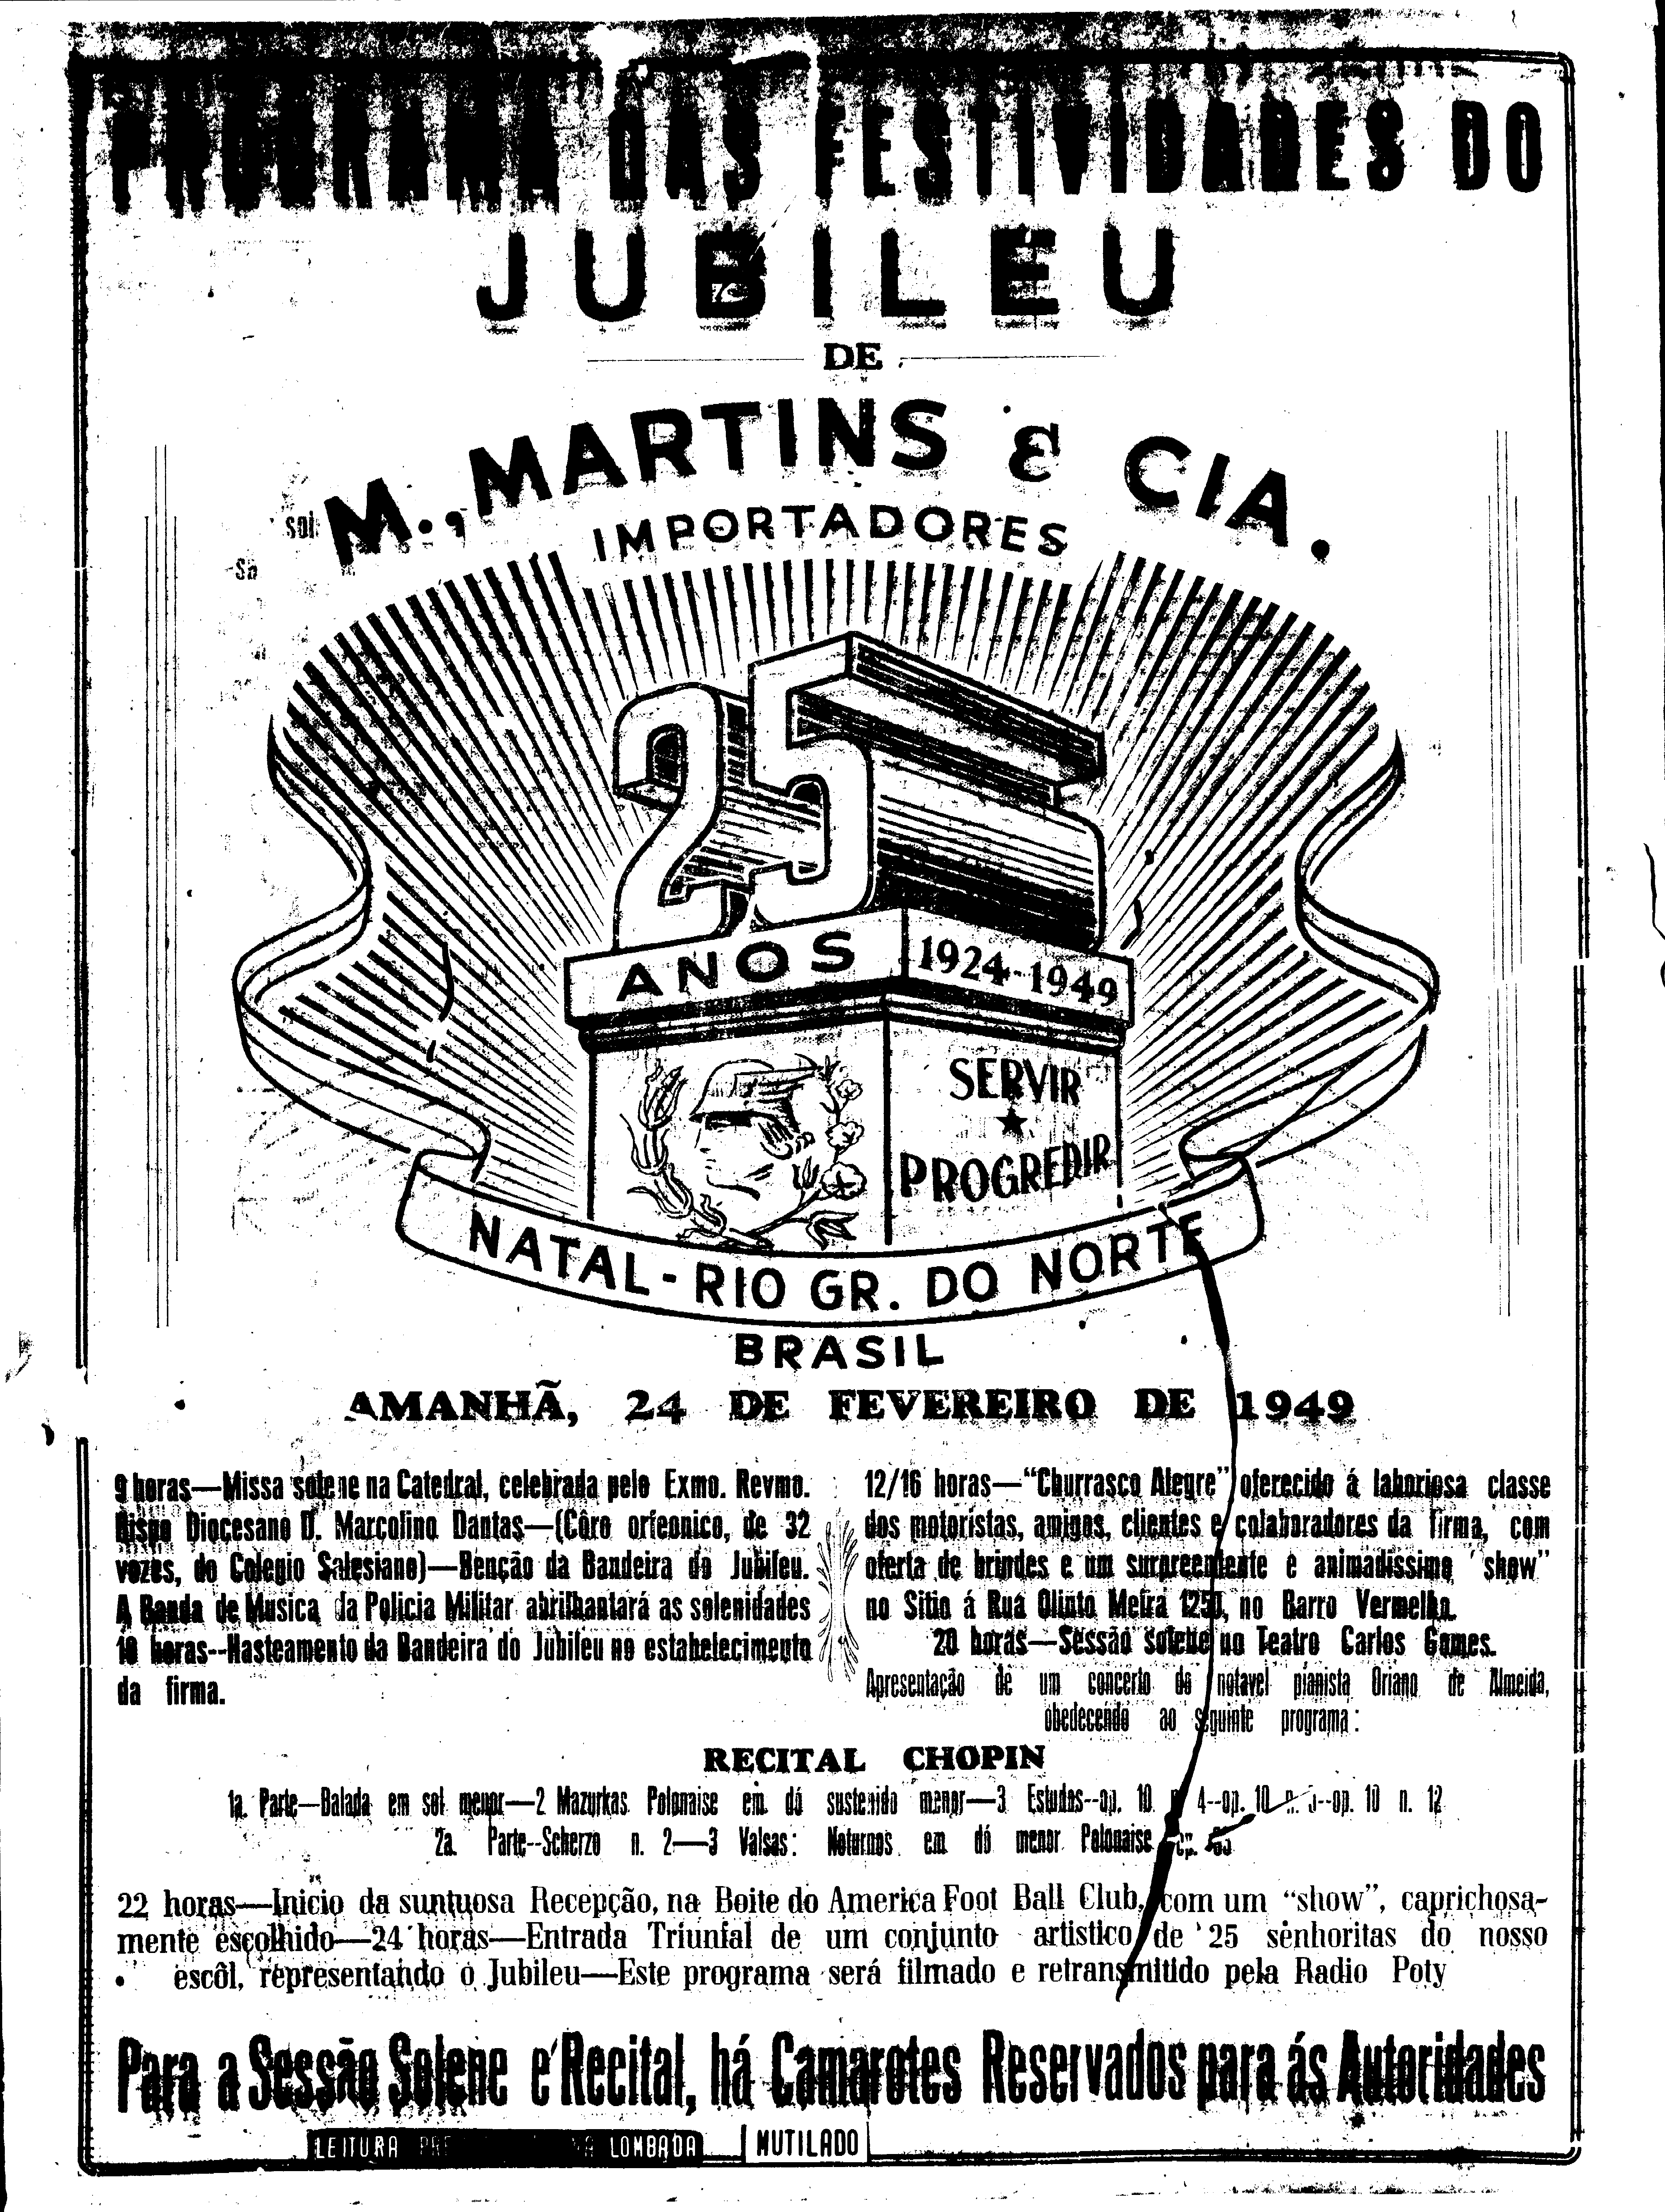 PROGRAMA DAS FESTIVIDADES DO
JUBILEU
DE
M., MARTINS & CIA.
IMPORTADORES
25
ANOS
1924-1949
SERVIR
PROGREDIR
NATAL-RIO GR. DO NORTE
BRASIL
AMANHÃ, 24 DE FEVEREIRO DE 1949
9 horas—Missa solene na Catedral, celebrada pelo Exmo. Revmo.
Bispo Diocesano D. Marcolino Dantas—(Côro orfeonico, de 32
vozes, do Colegio Salesiano)—Benção da Bandeira do Jubileu.
A Banda de Musica da Policia Militar abrilhantará as solenidades
10 horas--Hasteamento da Bandeira do Jubileu no estabelecimento
da firma.
12/16 horas—"Churrasco Alegre" oferecido á laboriosa classe
dos motoristas, amigos, clientes e colaboradores da firma, com
oferta de brindes e um surpreendente e animadissimo "show"
no Sitio á Rua Olinto Meira 1250, no Barro Vermelho.
20 horas—Sessão solene no Teatro Carlos Gomes.
Apresentação de um concerto do notavel pianista Oriano de Almeida,
obedecendo ao seguinte programa:
RECITAL CHOPIN
1a. Parte—Balada em sol menor—2 Mazurkas Polonaise em dó sustenido menor—3 Estudos--op. 10 n. 4--op. 10 n. 5--op. 10 n. 12
2a. Parte--Scherzo n. 2—3 Valsas: Noturnos em dó menor Polonaise op.
22 horas—Inicio da suntuosa Recepção, na Boite do America Foot Ball Club, com um "show", caprichosa-
mente escolhido—24 horas—Entrada Triunfal de um conjunto artistico de 25 senhoritas do nosso
escól, representando o Jubileu—Este programa será filmado e retransmitido pela Radio Poty
Para a Sessão Solene e Recital, há Camarotes Reservados para ás Autoridades
LEITURA LOMBADA
MUTILADO